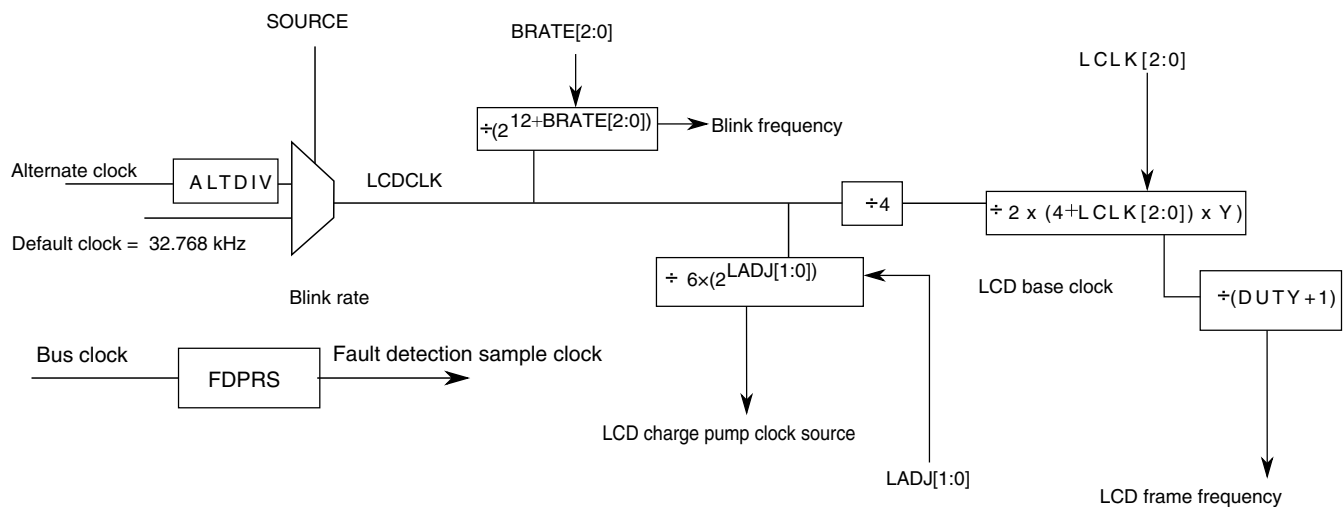 SOURCE
BRATE[2:0]
LCLK[2:0]
÷(2^12+BRATE[2:0])
Blink frequency
Alternate clock
ALTDIV
LCDCLK
÷4
÷ 2 x (4+LCLK[2:0]) x Y)
Default clock = 32.768 kHz
÷ 6×(2^LADJ[1:0])
LCD base clock
Blink rate
÷(DUTY+1)
Bus clock
FDPRS
Fault detection sample clock
LCD charge pump clock source
LADJ[1:0]
LCD frame frequency